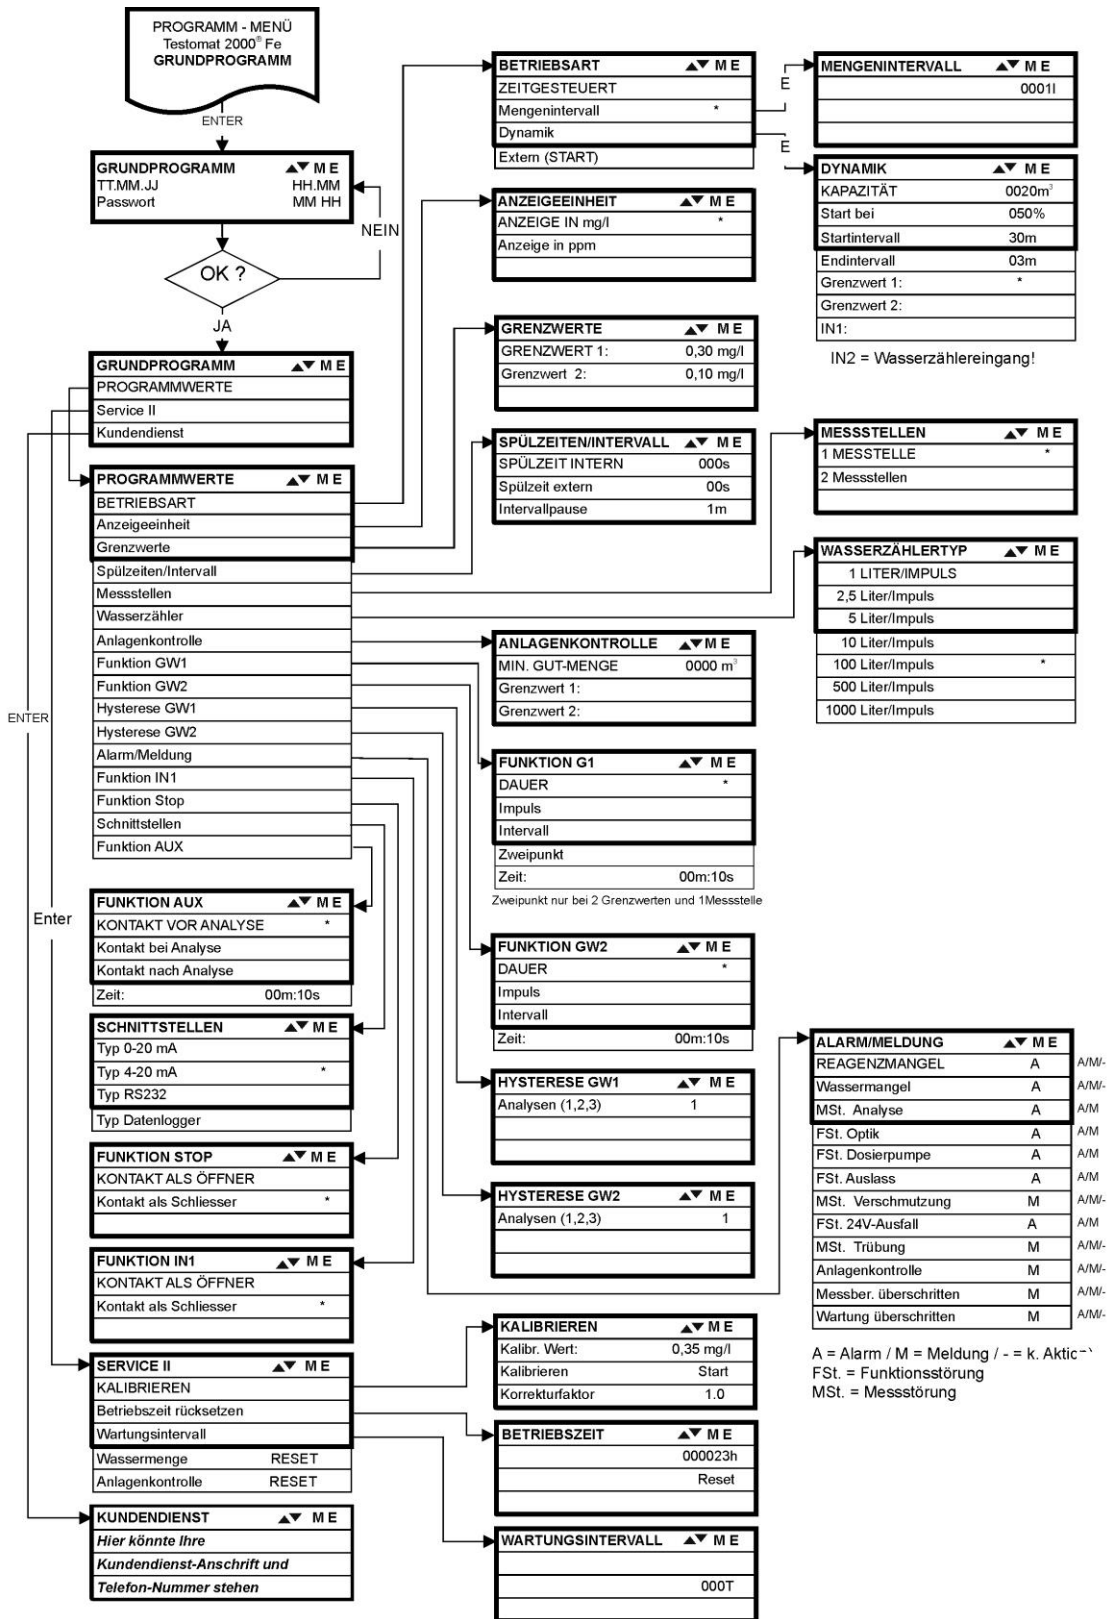 PROGRAMM - MENÜ
Testomat 2000® Fe
GRUNDPROGRAMM
ENTER
GRUNDPROGRAMM ▲▼ M E
TT.MM.JJ HH.MM
Passwort MM HH
NEIN
OK ?
JA
GRUNDPROGRAMM ▲▼ M E
PROGRAMMWERTE
Service II
Kundendienst
PROGRAMMWERTE ▲▼ M E
BETRIEBSART
Anzeigeeinheit
Grenzwerte
Spülzeiten/Intervall
Messstellen
Wasserzähler
Anlagenkontrolle
Funktion GW1
Funktion GW2
Hysterese GW1
Hysterese GW2
Alarm/Meldung
Funktion IN1
Funktion Stop
Schnittstellen
Funktion AUX
ENTER
Enter
FUNKTION AUX ▲▼ M E
KONTAKT VOR ANALYSE *
Kontakt bei Analyse
Kontakt nach Analyse
Zeit: 00m:10s
SCHNITTSTELLEN ▲▼ M E
Typ 0-20 mA
Typ 4-20 mA *
Typ RS232
Typ Datenlogger
FUNKTION STOP ▲▼ M E
KONTAKT ALS ÖFFNER
Kontakt als Schliesser *
FUNKTION IN1 ▲▼ M E
KONTAKT ALS ÖFFNER
Kontakt als Schliesser *
SERVICE II ▲▼ M E
KALIBRIEREN
Betriebszeit rücksetzen
Wartungsintervall
Wassermenge RESET
Anlagenkontrolle RESET
KUNDENDIENST ▲▼ M E
Hier könnte Ihre
Kundendienst-Anschrift und
Telefon-Nummer stehen
BETRIEBSART ▲▼ M E
ZEITGESTEUERT
Mengenintervall *
Dynamik
Extern (START)
E
E
ANZEIGEEINHEIT ▲▼ M E
ANZEIGE IN mg/l *
Anzeige in ppm
GRENZWERTE ▲▼ M E
GRENZWERT 1: 0,30 mg/l
Grenzwert 2: 0,10 mg/l
SPÜLZEITEN/INTERVALL ▲▼ M E
SPÜLZEIT INTERN 000s
Spülzeit extern 00s
Intervallpause 1m
ANLAGENKONTROLLE ▲▼ M E
MIN. GUT-MENGE 0000 m³
Grenzwert 1:
Grenzwert 2:
FUNKTION G1 ▲▼ M E
DAUER *
Impuls
Intervall
Zweipunkt
Zeit: 00m:10s
Zweipunkt nur bei 2 Grenzwerten und 1Messstelle
FUNKTION GW2 ▲▼ M E
DAUER *
Impuls
Intervall
Zeit: 00m:10s
HYSTERESE GW1 ▲▼ M E
Analysen (1,2,3) 1
HYSTERESE GW2 ▲▼ M E
Analysen (1,2,3) 1
KALIBRIEREN ▲▼ M E
Kalibr. Wert: 0,35 mg/l
Kalibrieren Start
Korrekturfaktor 1.0
BETRIEBSZEIT ▲▼ M E
000023h
Reset
WARTUNGSINTERVALL ▲▼ M E
000T
MENGENINTERVALL ▲▼ M E
0001l
DYNAMIK ▲▼ M E
KAPAZITÄT 0020m³
Start bei 050%
Startintervall 30m
Endintervall 03m
Grenzwert 1: *
Grenzwert 2:
IN1:
IN2 = Wasserzählereingang!
MESSSTELLEN ▲▼ M E
1 MESSTELLE *
2 Messstellen
WASSERZÄHLERTYP ▲▼ M E
1 LITER/IMPULS
2,5 Liter/Impuls
5 Liter/Impuls
10 Liter/Impuls
100 Liter/Impuls *
500 Liter/Impuls
1000 Liter/Impuls
ALARM/MELDUNG ▲▼ M E
REAGENZMANGEL A A/M/-
Wassermangel A A/M/-
MSt. Analyse A A/M
FSt. Optik A A/M
FSt. Dosierpumpe A A/M
FSt. Auslass A A/M
MSt. Verschmutzung M A/M/-
FSt. 24V-Ausfall A A/M
MSt. Trübung M A/M/-
Anlagenkontrolle M A/M/-
Messber. überschritten M A/M/-
Wartung überschritten M A/M/-
A = Alarm / M = Meldung / - = k.
FSt. = Funktionsstörung
MSt. = Messstörung